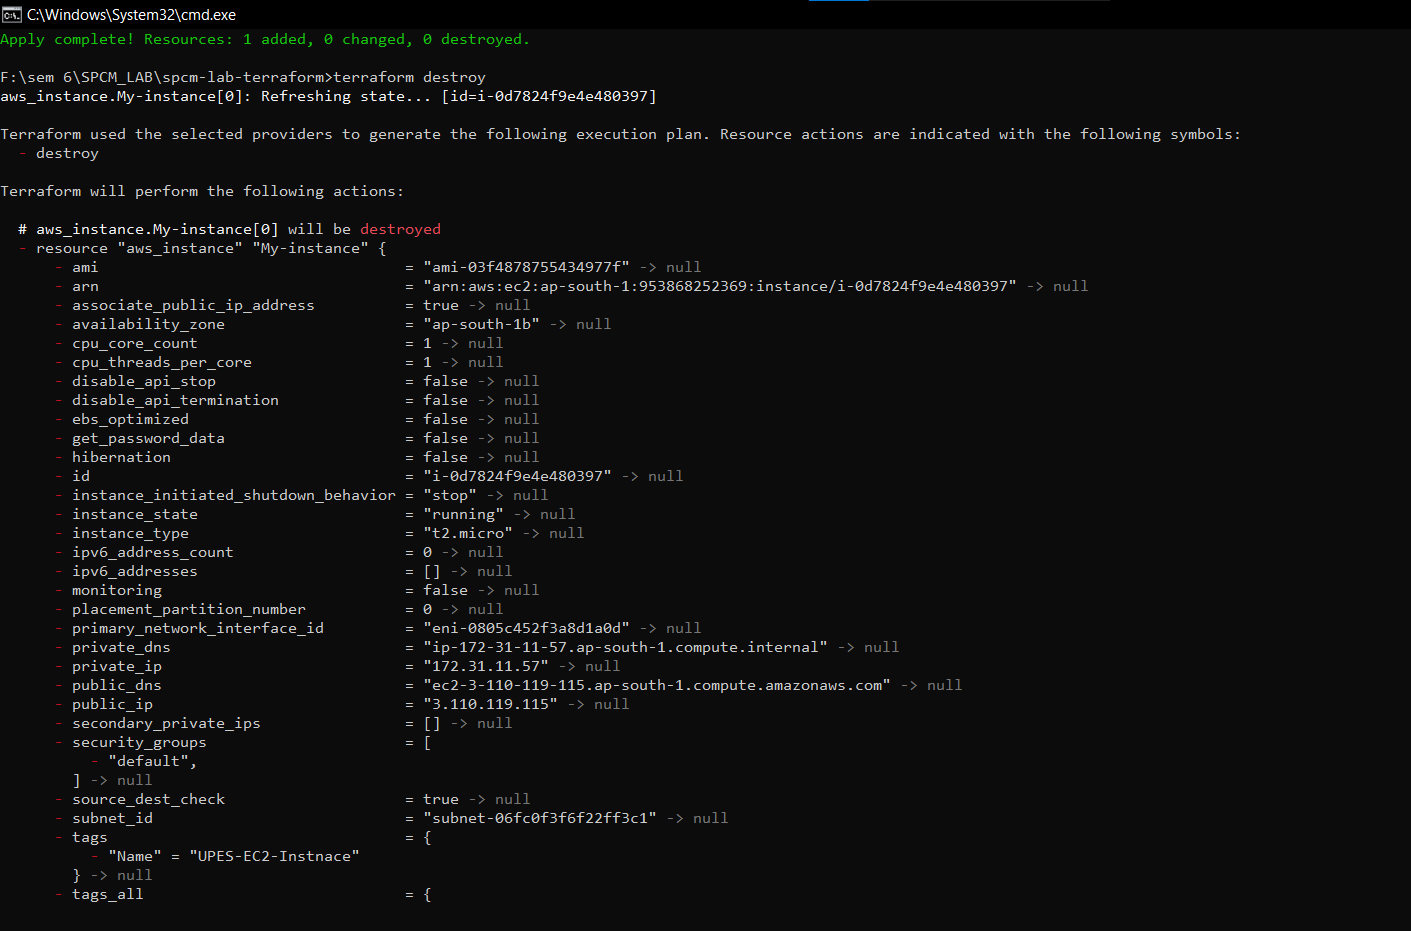 C:\Windows\System32\cmd.exe
Apply complete! Resources: 1 added, 0 changed, 0 destroyed.
F:\sem 6\SPCM_LAB\spcm-lab-terraform>terraform destroy
aws_instance.My-instance[0]: Refreshing state... [id=i-0d7824f9e4e480397]
Terraform used the selected providers to generate the following execution plan. Resource actions are indicated with the following symbols:
- destroy
Terraform will perform the following actions:
# aws_instance.My-instance[0] will be destroyed
- resource "aws_instance" "My-instance" {
- ami = "ami-03f4878755434977f" -> null
- arn = "arn:aws:ec2:ap-south-1:953868252369:instance/i-0d7824f9e4e480397" -> null
- associate_public_ip_address = true -> null
- availability_zone = "ap-south-1b" -> null
- cpu_core_count = 1 -> null
- cpu_threads_per_core = 1 -> null
- disable_api_stop = false -> null
- disable_api_termination = false -> null
- ebs_optimized = false -> null
- get_password_data = false -> null
- hibernation = false -> null
- id = "i-0d7824f9e4e480397" -> null
- instance_initiated_shutdown_behavior = "stop" -> null
- instance_state = "running" -> null
- instance_type = "t2.micro" -> null
- ipv6_address_count = 0 -> null
- ipv6_addresses = [] -> null
- monitoring = false -> null
- placement_partition_number = 0 -> null
- primary_network_interface_id = "eni-0805c452f3a8d1a0d" -> null
- private_dns = "ip-172-31-11-57.ap-south-1.compute.internal" -> null
- private_ip = "172.31.11.57" -> null
- public_dns = "ec2-3-110-119-115.ap-south-1.compute.amazonaws.com" -> null
- public_ip = "3.110.119.115" -> null
- secondary_private_ips = [] -> null
- security_groups = [
- "default",
] -> null
- source_dest_check = true -> null
- subnet_id = "subnet-06fc0f3f6f22ff3c1" -> null
- tags = {
- "Name" = "UPES-EC2-Instnace"
} -> null
- tags_all = {